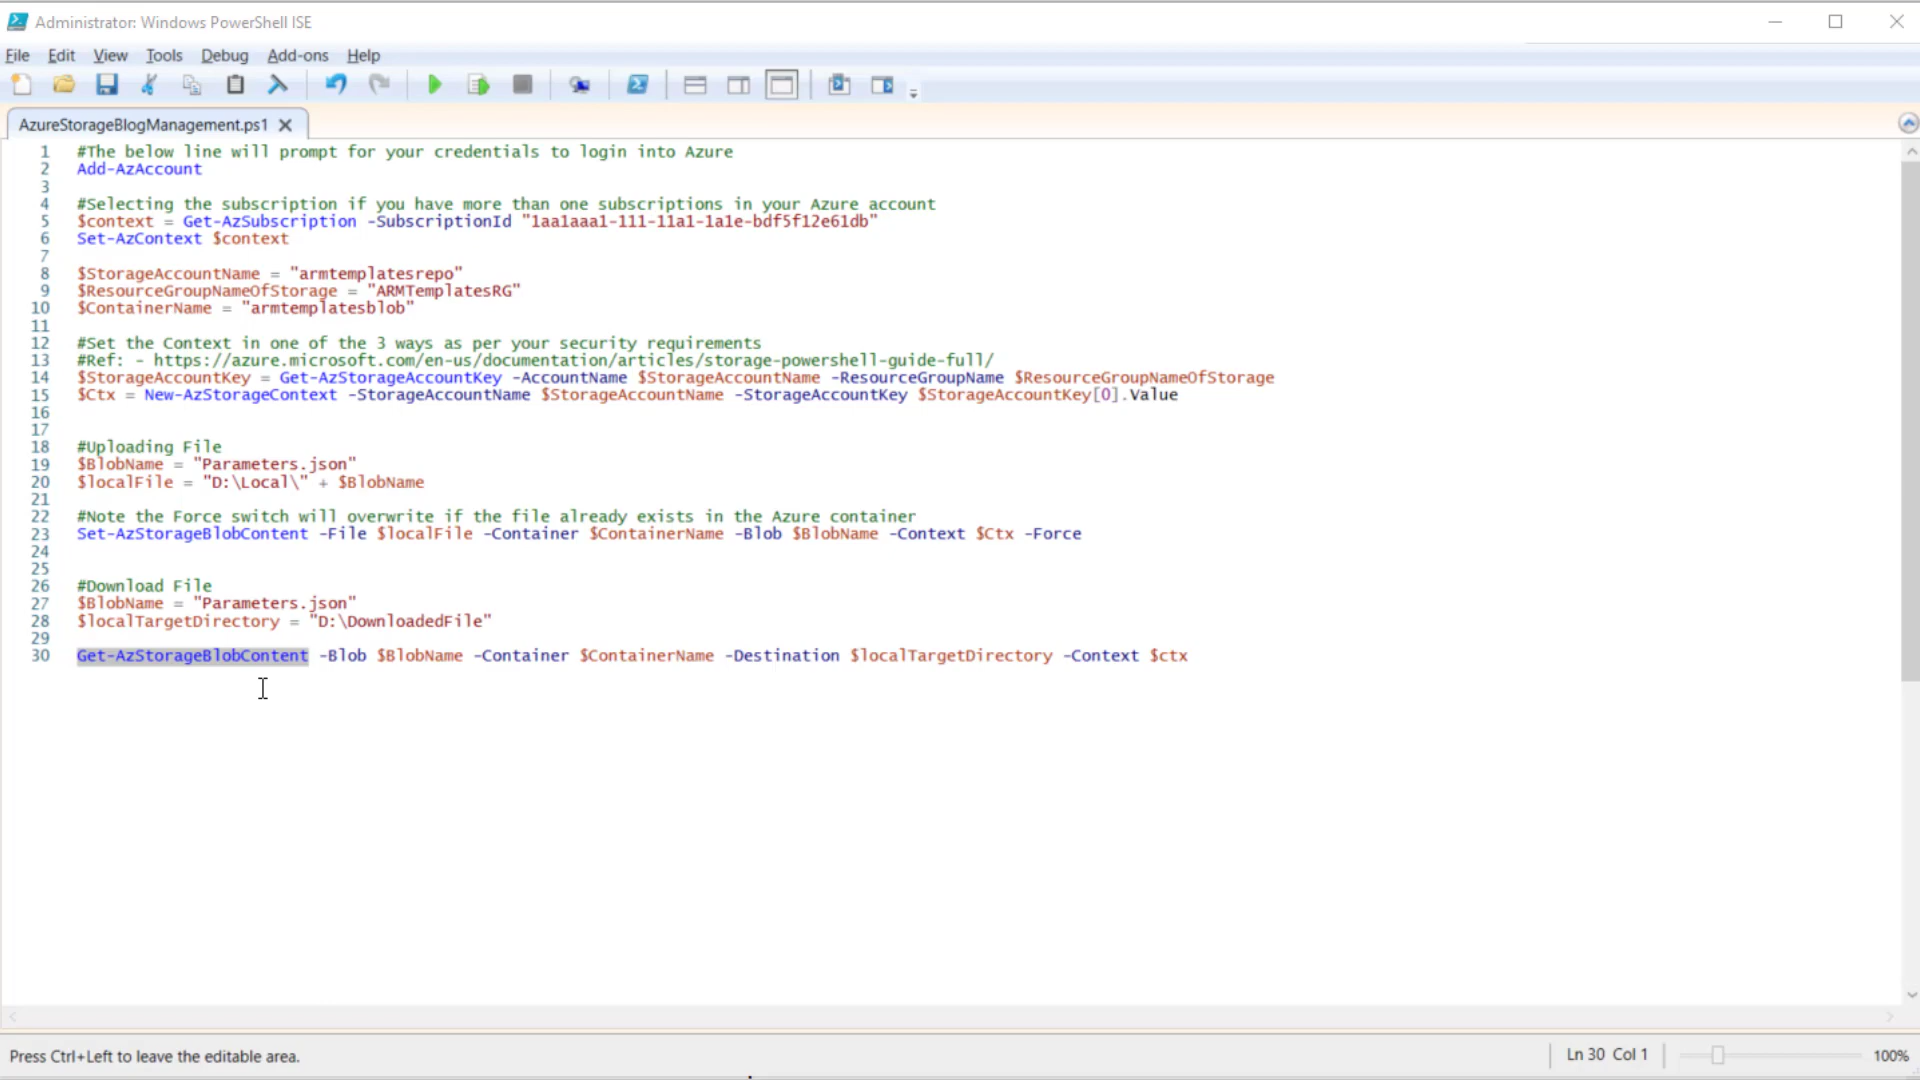 Administrator: Windows PowerShell ISE
File Edit View Tools Debug Add-ons Help
AzureStorageBlogManagement.ps1
1 #The below line will prompt for your credentials to login into Azure
2 Add-AzAccount
3
4 #Selecting the subscription if you have more than one subscriptions in your Azure account
5 $context = Get-AzSubscription -SubscriptionId "1aa1aaa1-111-11a1-1a1e-bdf5f12e61db"
6 Set-AzContext $context
7
8 $StorageAccountName = "armtemplatesrepo"
9 $ResourceGroupNameOfStorage = "ARMTemplatesRG"
10 $ContainerName = "armtemplatesblob"
11
12 #Set the Context in one of the 3 ways as per your security requirements
13 #Ref: - https://azure.microsoft.com/en-us/documentation/articles/storage-powershell-guide-full/
14 $StorageAccountKey = Get-AzStorageAccountKey -AccountName $StorageAccountName -ResourceGroupName $ResourceGroupNameOfStorage
15 $Ctx = New-AzStorageContext -StorageAccountName $StorageAccountName -StorageAccountKey $StorageAccountKey[0].Value
16
17
18 #Uploading File
19 $BlobName = "Parameters.json"
20 $localFile = "D:\Local\" + $BlobName
21
22 #Note the Force switch will overwrite if the file already exists in the Azure container
23 Set-AzStorageBlobContent -File $localFile -Container $ContainerName -Blob $BlobName -Context $Ctx -Force
24
25
26 #Download File
27 $BlobName = "Parameters.json"
28 $localTargetDirectory = "D:\DownloadedFile"
29
30 Get-AzStorageBlobContent -Blob $BlobName -Container $ContainerName -Destination $localTargetDirectory -Context $ctx
Press Ctrl+Left to leave the editable area.
Ln 30 Col 1
100%